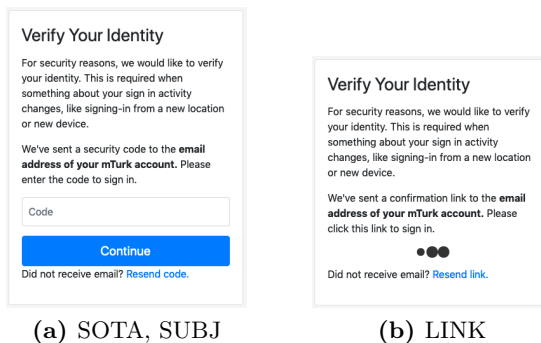 Verify Your Identity
For security reasons, we would like to verify
your identity. This is required when
something about your sign in activity
changes, like signing-in from a new location
or new device.
We've sent a security code to the email
address of your mTurk account. Please
enter the code to sign in.
Code
Continue
Did not receive email? Resend code.
(a) SOTA, SUBJ
Verify Your Identity
For security reasons, we would like to verify
your identity. This is required when
something about your sign in activity
changes, like signing-in from a new location
or new device.
We've sent a confirmation link to the email
address of your mTurk account. Please
click this link to sign in.
Did not receive email? Resend link.
(b) LINK